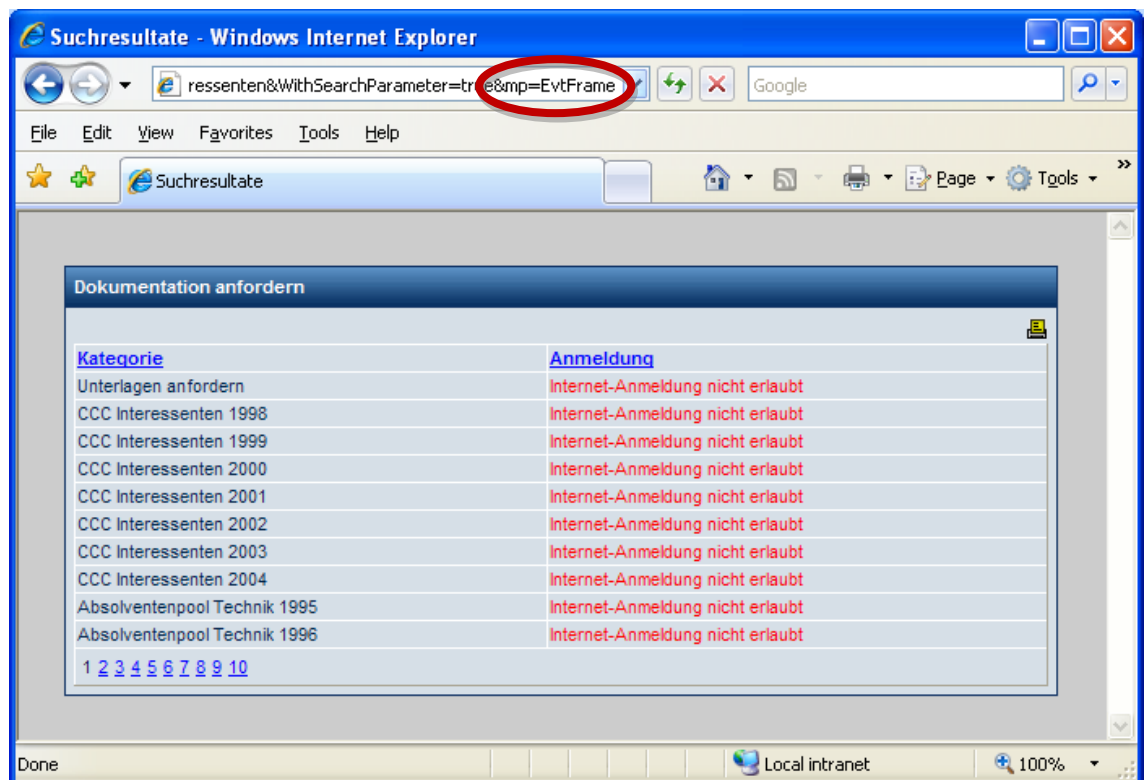 Suchresultate - Windows Internet Explorer
ressenten&WithSearchParameter=true&mp=EvtFrame Google
File Edit View Favorites Tools Help
Suchresultate Page Tools »
Dokumentation anfordern
Kategorie Anmeldung
Unterlagen anfordern Internet-Anmeldung nicht erlaubt
CCC Interessenten 1998 Internet-Anmeldung nicht erlaubt
CCC Interessenten 1999 Internet-Anmeldung nicht erlaubt
CCC Interessenten 2000 Internet-Anmeldung nicht erlaubt
CCC Interessenten 2001 Internet-Anmeldung nicht erlaubt
CCC Interessenten 2002 Internet-Anmeldung nicht erlaubt
CCC Interessenten 2003 Internet-Anmeldung nicht erlaubt
CCC Interessenten 2004 Internet-Anmeldung nicht erlaubt
Absolventenpool Technik 1995 Internet-Anmeldung nicht erlaubt
Absolventenpool Technik 1996 Internet-Anmeldung nicht erlaubt
1 2 3 4 5 6 7 8 9 10
Done Local intranet 100%